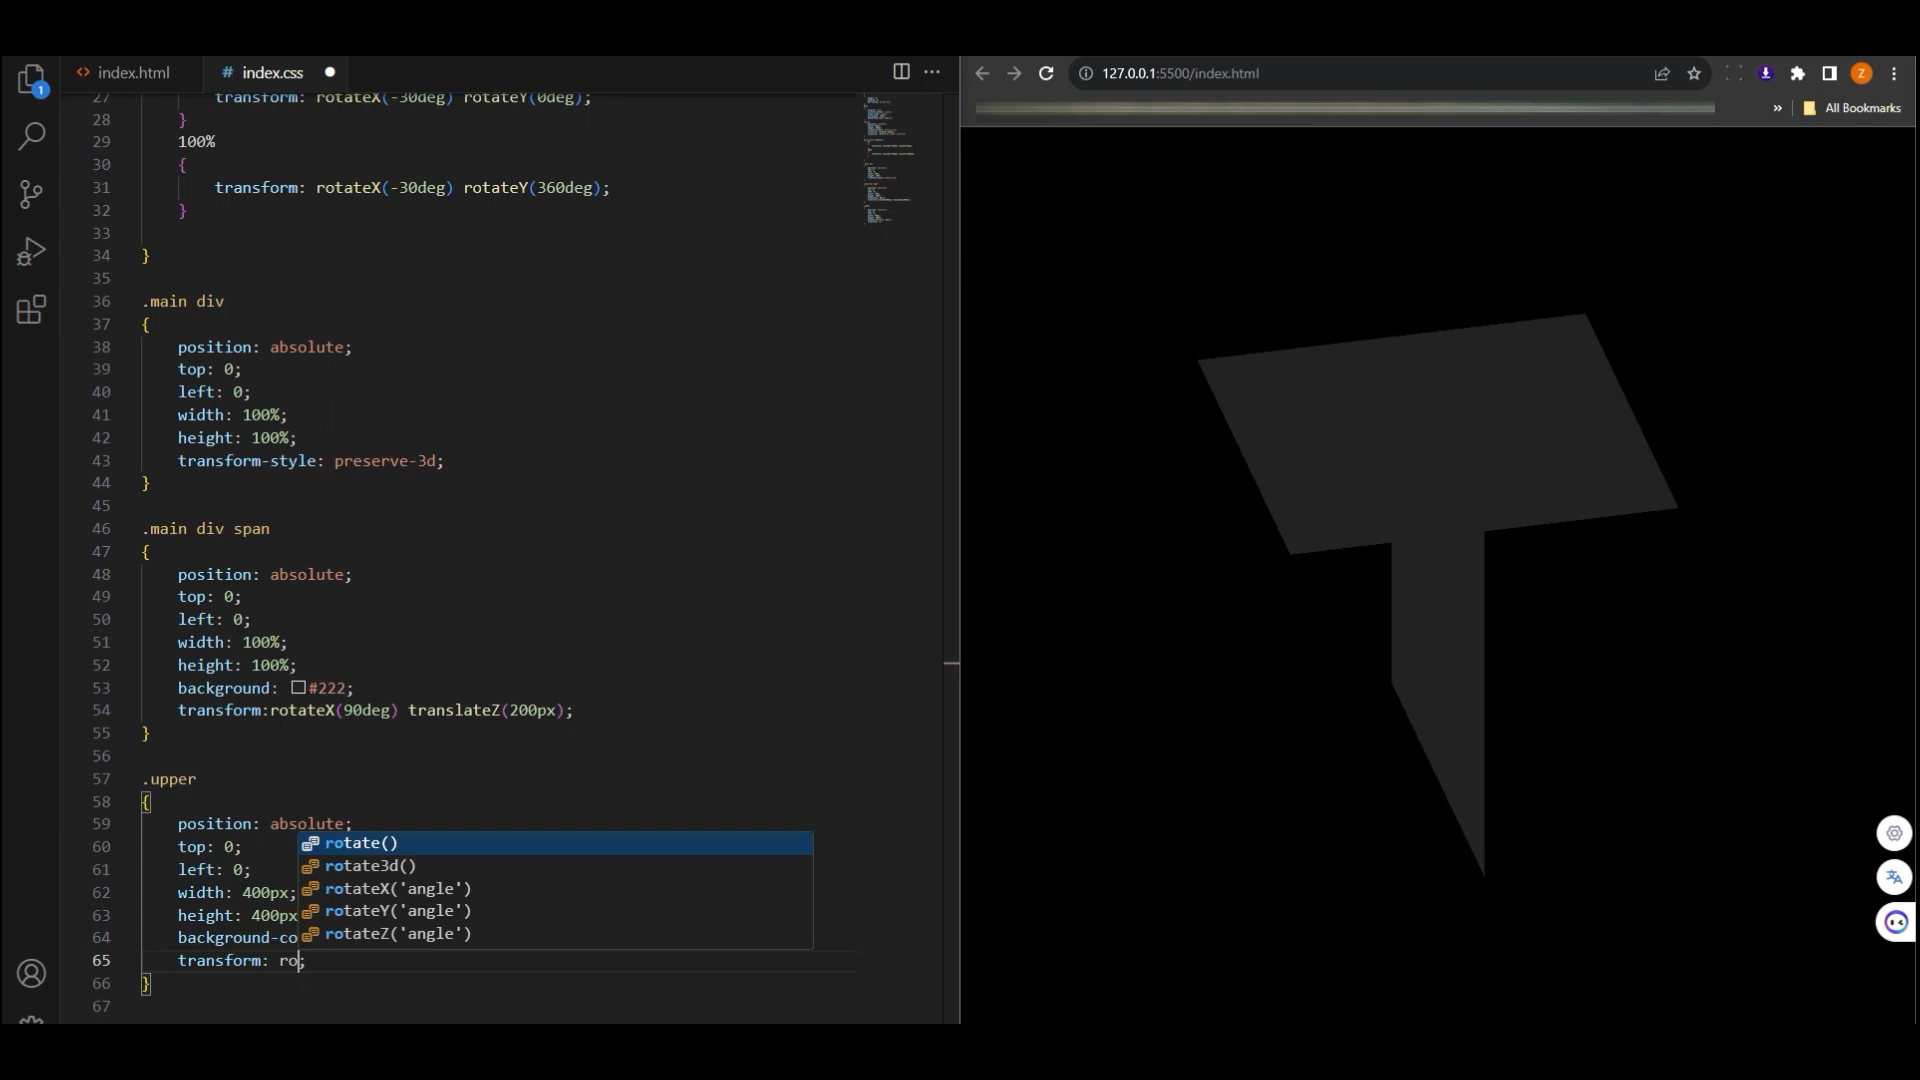 index.html
# index.css
127.0.0.1:5500/index.html
Z
» All Bookmarks
1
27 transform: rotateX(-30deg) rotateY(0deg);
28 }
29 100%
30 {
31 transform: rotateX(-30deg) rotateY(360deg);
32 }
33
34 }
35
36 .main div
37 {
38 position: absolute;
39 top: 0;
40 left: 0;
41 width: 100%;
42 height: 100%;
43 transform-style: preserve-3d;
44 }
45
46 .main div span
47 {
48 position: absolute;
49 top: 0;
50 left: 0;
51 width: 100%;
52 height: 100%;
53 background: #222;
54 transform:rotateX(90deg) translateZ(200px);
55 }
56
57 .upper
58 {
59 position: absolute;
60 top: 0;
61 left: 0;
62 width: 400px;
63 height: 400px
64 background-co
65 transform: ro;
66 }
67
rotate()
rotate3d()
rotateX('angle')
rotateY('angle')
rotateZ('angle')